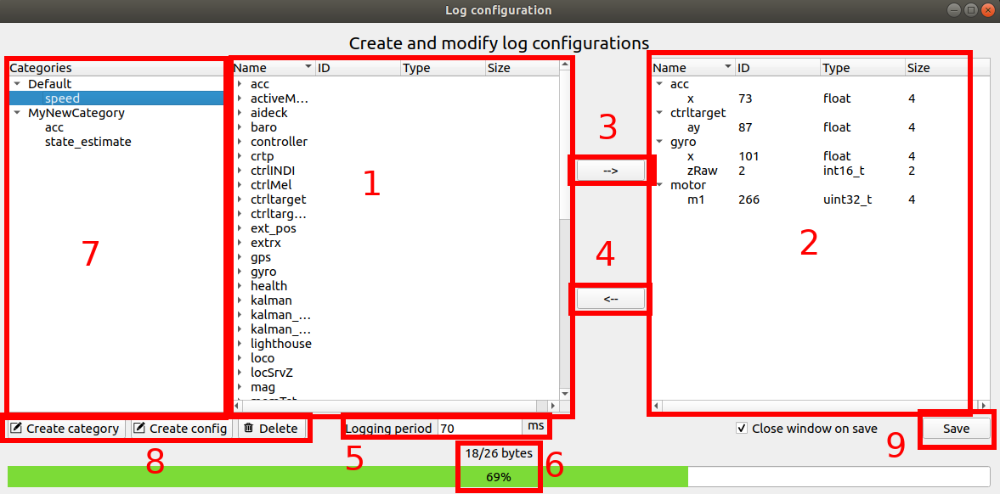 Log configuration
Create and modify log configurations
Categories
Default
speed
MyNewCategory
acc
state_estimate
7
Name ID Type Size
acc
activeM...
aideck
baro
controller
crtp
ctrlINDI
ctrlMel
ctrltarget
ctrltarg...
ext_pos
extrx
gps
gyro
health
kalman
kalman_...
kalman_...
lighthouse
loco
locSrvZ
mag
1
3
-->
4
<--
Name ID Type Size
acc
x 73 float 4
ctrltarget
ay 87 float 4
gyro
x 101 float 4
zRaw 2 int16_t 2
motor
m1 266 uint32_t 4
2
Create category Create config Delete
8
Logging period 70 ms
5
Close window on save
Save
9
18/26 bytes
69%
6